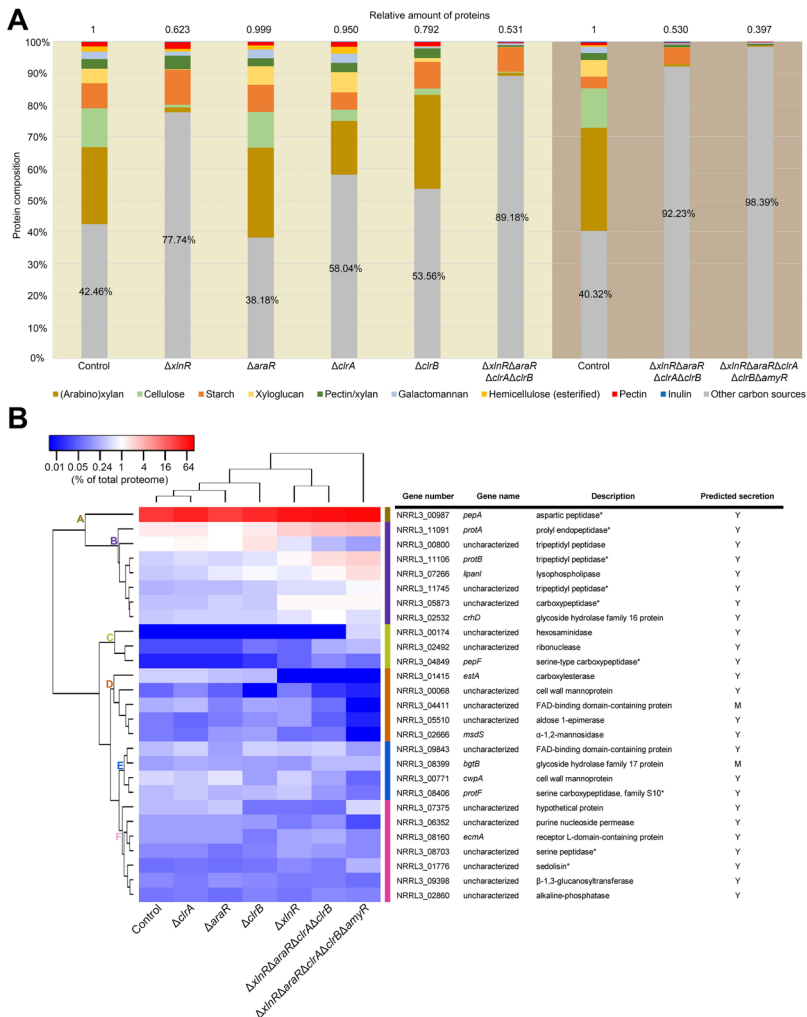 A
Relative amount of proteins
1 0.623 0.999 0.950 0.792 0.531 1 0.530 0.397
Protein composition
100%
90%
80%
70%
60%
50%
40%
30%
20%
10%
0%
42.46% 77.74% 38.18% 58.04% 53.56% 89.18% 40.32% 92.23% 98.39%
Control ΔxlnR ΔaraR ΔclrA ΔclrB ΔxlnRΔaraR Control ΔxlnRΔaraR ΔxlnRΔaraRΔclrA
ΔclrAΔclrB ΔclrAΔclrB ΔclrBΔamyR
(Arabino)xylan Cellulose Starch Xyloglucan Pectin/xylan Galactomannan Hemicellulose (esterified) Pectin Inulin Other carbon sources
B
0.01 0.05 0.24 1 4 16 64
(% of total proteome)
Gene number Gene name Description Predicted secretion
A
NRRL3_00987 pepA aspartic peptidase* Y
NRRL3_11091 protA prolyl endopeptidase* Y
B
NRRL3_00800 uncharacterized tripeptidyl peptidase Y
NRRL3_11106 protB tripeptidyl peptidase* Y
NRRL3_07266 lipanl lysophospholipase Y
NRRL3_11745 uncharacterized tripeptidyl peptidase* Y
NRRL3_05873 uncharacterized carboxypeptidase* Y
NRRL3_02532 crhD glycoside hydrolase family 16 protein Y
C
NRRL3_00174 uncharacterized hexosaminidase Y
NRRL3_02492 uncharacterized ribonuclease Y
NRRL3_04849 pepF serine-type carboxypeptidase* Y
D
NRRL3_01415 estA carboxylesterase Y
NRRL3_00068 uncharacterized cell wall mannoprotein Y
NRRL3_04411 uncharacterized FAD-binding domain-containing protein M
NRRL3_05510 uncharacterized aldose 1-epimerase Y
NRRL3_02666 msdS α-1,2-mannosidase Y
NRRL3_09843 uncharacterized FAD-binding domain-containing protein Y
E
NRRL3_08399 bgtB glycoside hydrolase family 17 protein M
NRRL3_00771 cwpA cell wall mannoprotein Y
NRRL3_08406 protF serine carboxypeptidase, family S10* Y
NRRL3_07375 uncharacterized hypothetical protein Y
NRRL3_06352 uncharacterized purine nucleoside permease Y
F
NRRL3_08160 ecmA receptor L-domain-containing protein Y
NRRL3_08703 uncharacterized serine peptidase* Y
NRRL3_01776 uncharacterized sedolisin* Y
NRRL3_09398 uncharacterized β-1,3-glucanosyltransferase Y
NRRL3_02860 uncharacterized alkaline-phosphatase Y
Control ΔclrA ΔaraR ΔclrB ΔxlnR ΔxlnRΔaraRΔclrAΔclrB ΔxlnRΔaraRΔclrAΔclrBΔamyR